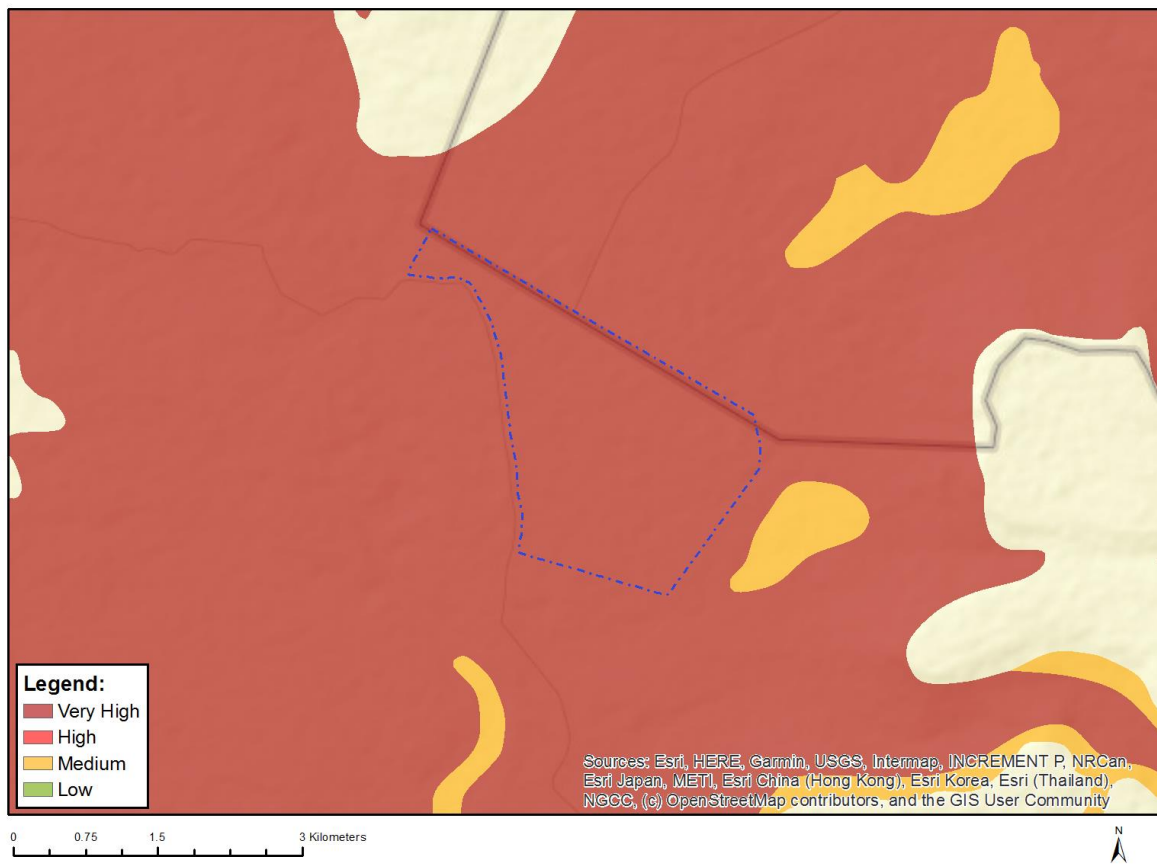 Legend:
Very High
High
Medium
Low
Sources: Esri, HERE, Garmin, USGS, Intermap, INCREMENT P, NRCan,
Esri Japan, METI, Esri China (Hong Kong), Esri Korea, Esri (Thailand),
NGCC, (c) OpenStreetMap contributors, and the GIS User Community
0 0.75 1.5 3 Kilometers
N